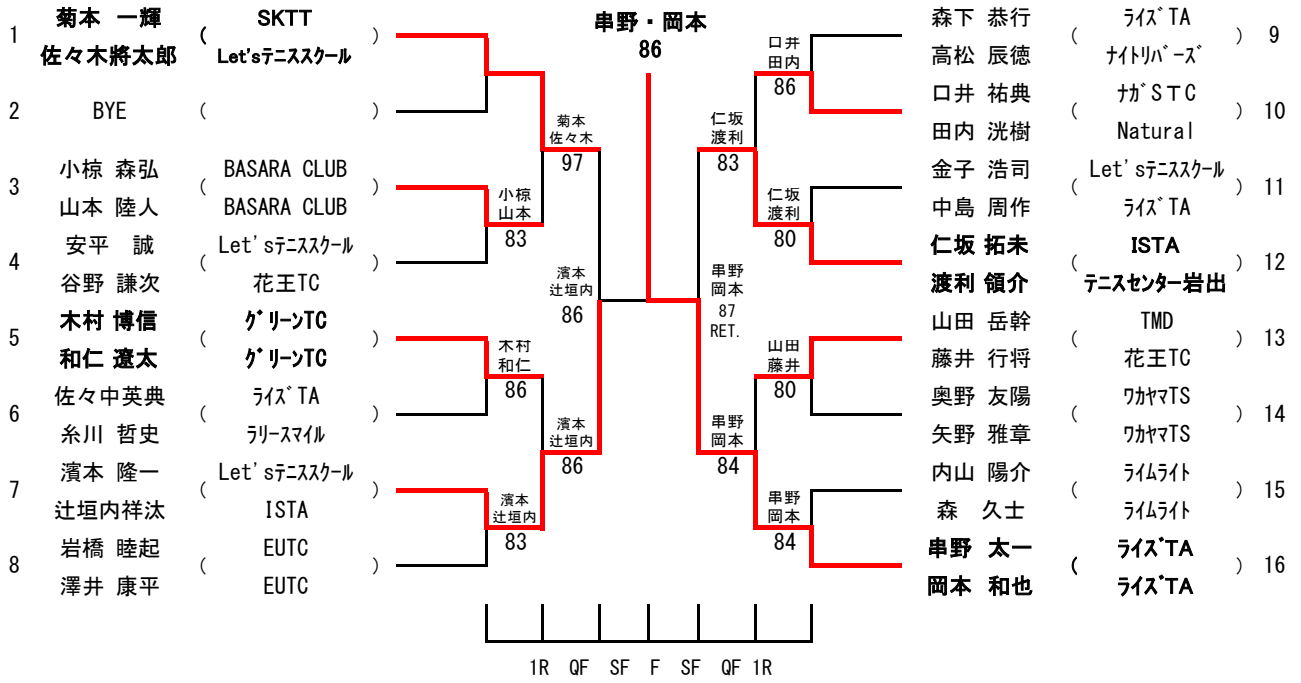 1 菊本 一輝 ( SKTT )
佐々木將太郎 Let'sテニススクール
2 BYE ( )
3 小椋 森弘 ( BASARA CLUB )
山本 陸人 BASARA CLUB
4 安平 誠 ( Let'sテニススクール )
谷野 謙次 花王TC
5 木村 博信 ( グリーンTC )
和仁 遼太 グリーンTC
6 佐々中英典 ( ライズTA )
糸川 哲史 ラリースマイル
7 濱本 隆一 ( Let'sテニススクール )
辻垣内祥汰 ISTA
8 岩橋 睦起 ( EUTC )
澤井 康平 EUTC
小椋
山本
83
木村
和仁
86
濱本
辻垣内
83
菊本
佐々木
97
濱本
辻垣内
86
濱本
辻垣内
86
串野・岡本
86
串野
岡本
87
RET.
仁坂
渡利
83
串野
岡本
84
口井
田内
86
仁坂
渡利
80
山田
藤井
80
串野
岡本
84
森下 恭行 ( ライズTA ) 9
高松 辰徳 ナイトリバーズ
口井 祐典 ( ナガSTC ) 10
田内 洸樹 Natural
金子 浩司 ( Let'sテニススクール ) 11
中島 周作 ライズTA
仁坂 拓未 ( ISTA ) 12
渡利 領介 テニスセンター岩出
山田 岳幹 ( TMD ) 13
藤井 行将 花王TC
奥野 友陽 ( ワカヤマTS ) 14
矢野 雅章 ワカヤマTS
内山 陽介 ( ライムライト ) 15
森 久士 ライムライト
串野 太一 ( ライズTA ) 16
岡本 和也 ライズTA
1R QF SF F SF QF 1R